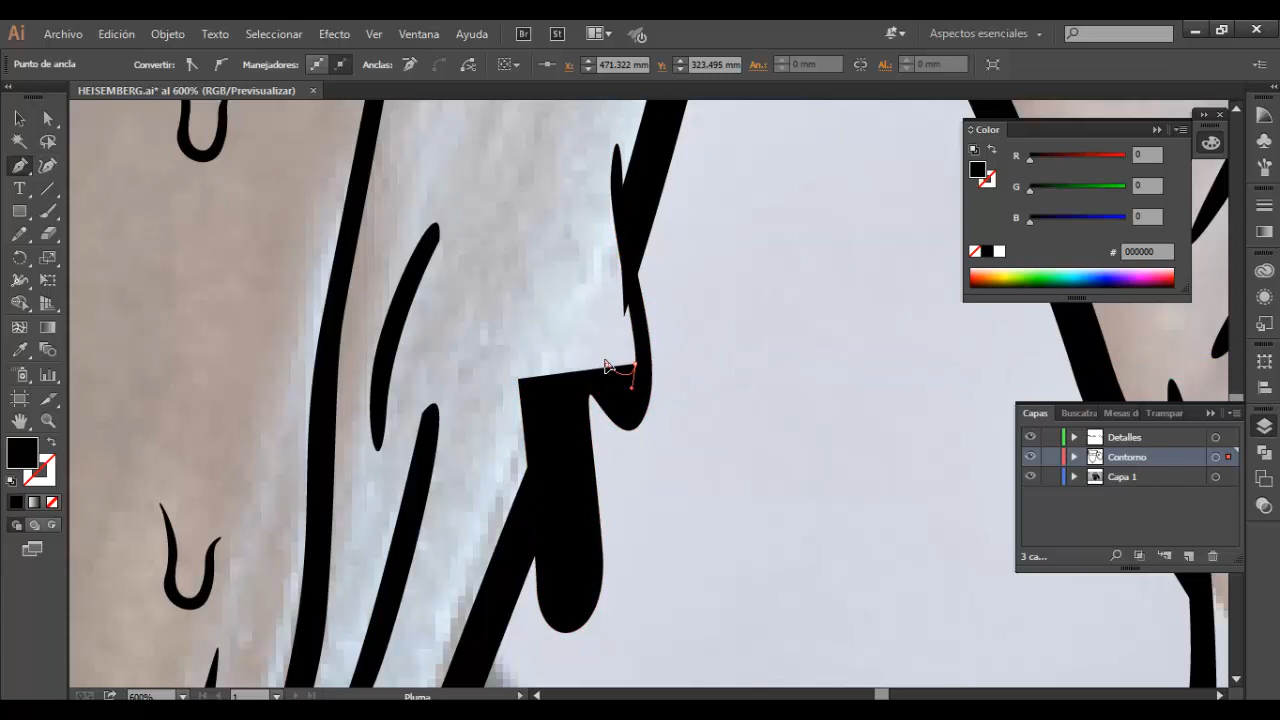 Ai Archivo Edición Objeto Texto Seleccionar Efecto Ver Ventana Ayuda Br St Aspectos esenciales
Punto de ancla Convertir: Manejadores: Anclas: X: 471.322 mm Y: 323.495 mm An.: 0 mm Al.: 0 mm
HEISEMBERG.ai* al 600% (RGB/Previsualizar) ×
Color
R 0
G 0
B 0
# 000000
Capas Buscatra Mesas d Transpar
Detalles
Contorno
Capa 1
3 ca...
600% 1 Pluma